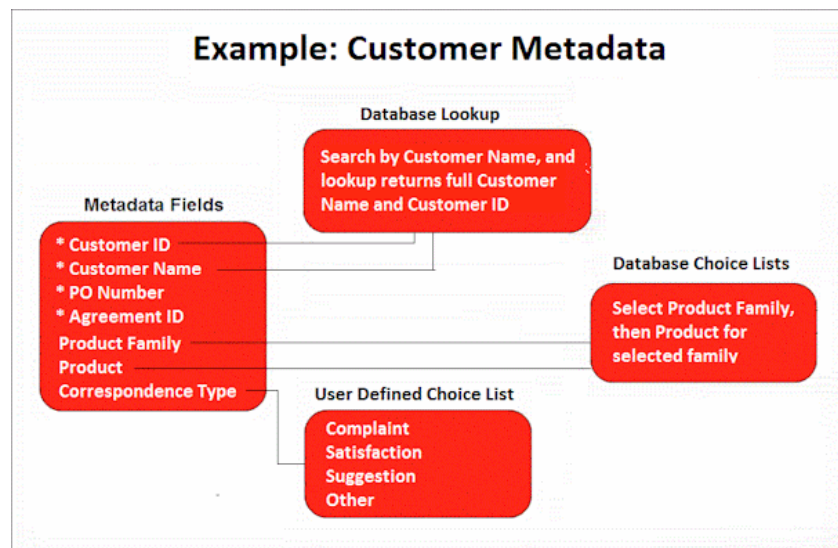 Example: Customer Metadata
Database Lookup
Search by Customer Name, and
lookup returns full Customer
Name and Customer ID
Metadata Fields
* Customer ID
* Customer Name
* PO Number
* Agreement ID
Product Family
Product
Correspondence Type
Database Choice Lists
Select Product Family,
then Product for
selected family
User Defined Choice List
Complaint
Satisfaction
Suggestion
Other